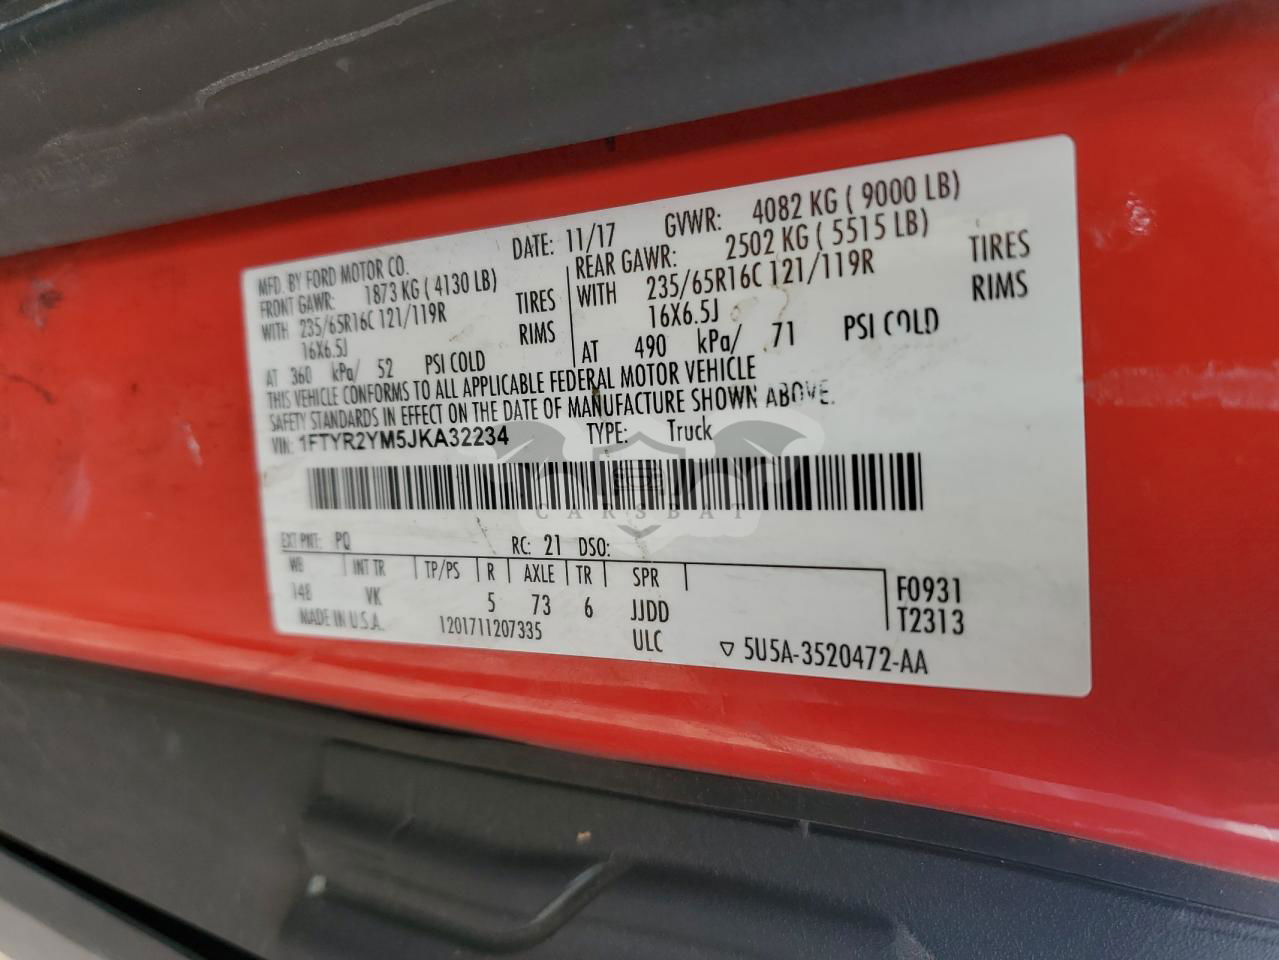 MFD. BY FORD MOTOR CO. DATE: 11/17 GVWR: 4082 KG ( 9000 LB)
FRONT GAWR: 1873 KG ( 4130 LB) REAR GAWR: 2502 KG ( 5515 LB)
WITH 235/65R16C 121/119R TIRES WITH 235/65R16C 121/119R TIRES
16X6.5J RIMS 16X6.5J RIMS
AT 360 kPa/ 52 PSI COLD AT 490 kPa/ 71 PSI COLD
THIS VEHICLE CONFORMS TO ALL APPLICABLE FEDERAL MOTOR VEHICLE
SAFETY STANDARDS IN EFFECT ON THE DATE OF MANUFACTURE SHOWN ABOVE.
VIN: 1FTYR2YM5JKA32234 TYPE: Truck
CARSBAT
EXT PNT: PQ RC: 21 DSO:
WB INT TR TP/PS R AXLE TR SPR F0931
148 VK 5 73 6 JJDD T2313
MADE IN U.S.A. 1201711207335 ULC ▽ 5U5A-3520472-AA